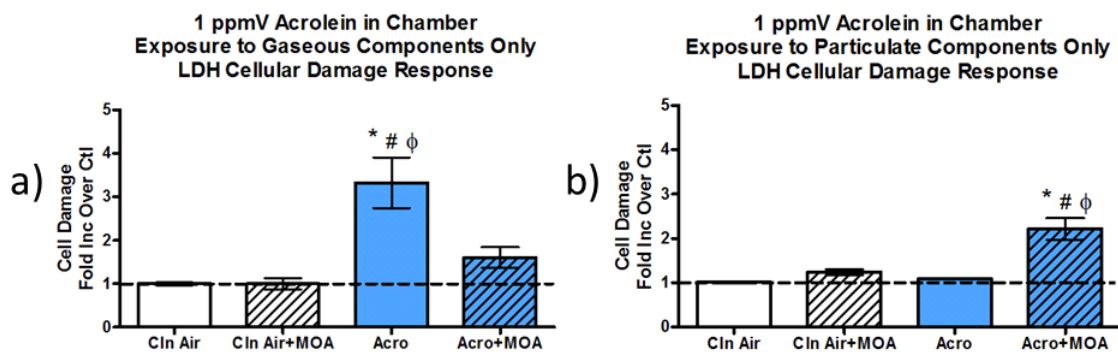 a)
1 ppmV Acrolein in Chamber
Exposure to Gaseous Components Only
LDH Cellular Damage Response
Cell Damage
Fold Inc Over Ctl
5
4
3
2
1
0
* # ϕ
Cln Air
Cln Air+MOA
Acro
Acro+MOA
b)
1 ppmV Acrolein in Chamber
Exposure to Particulate Components Only
LDH Cellular Damage Response
Cell Damage
Fold Inc Over Ctl
5
4
3
2
1
0
* # ϕ
Cln Air
Cln Air+MOA
Acro
Acro+MOA